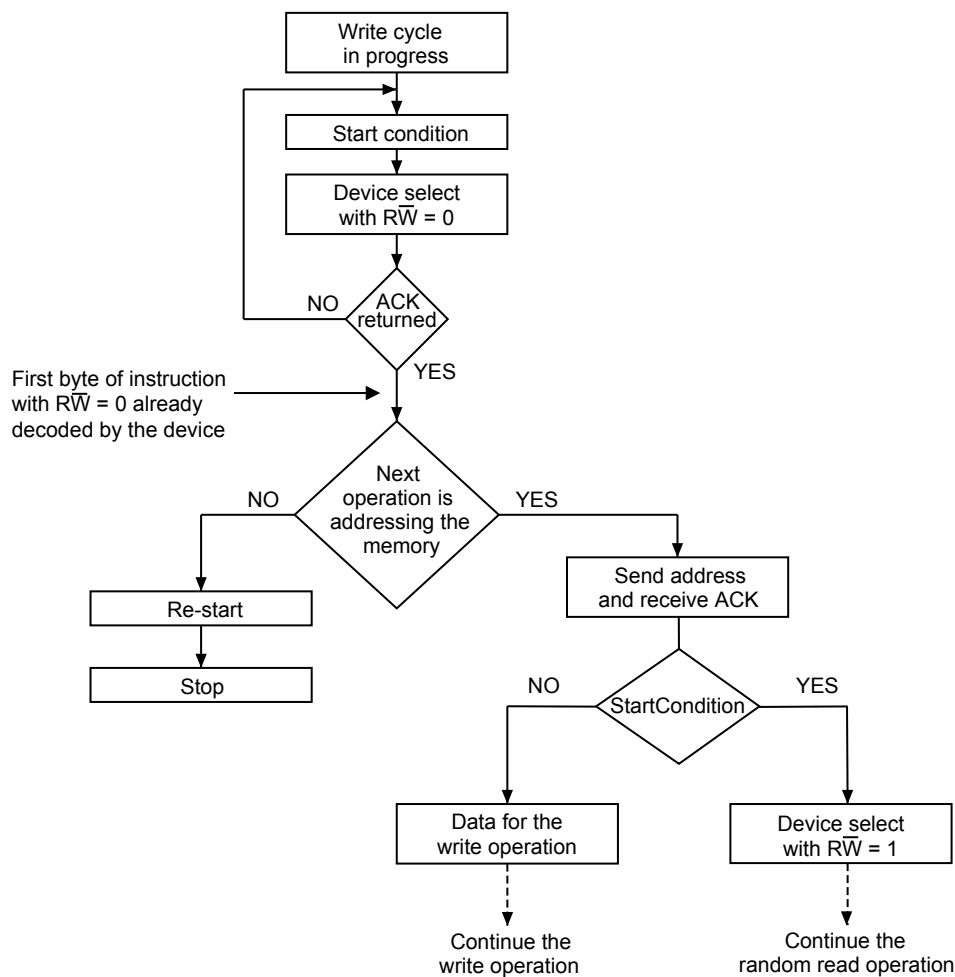 Write cycle
in progress
Start condition
Device select
with RW̅ = 0
NO
ACK
returned
YES
First byte of instruction
with RW̅ = 0 already
decoded by the device
NO
Next
operation is
addressing the
memory
YES
Send address
and receive ACK
Re-start
Stop
NO
StartCondition
YES
Data for the
write operation
Device select
with RW̅ = 1
Continue the
write operation
Continue the
random read operation